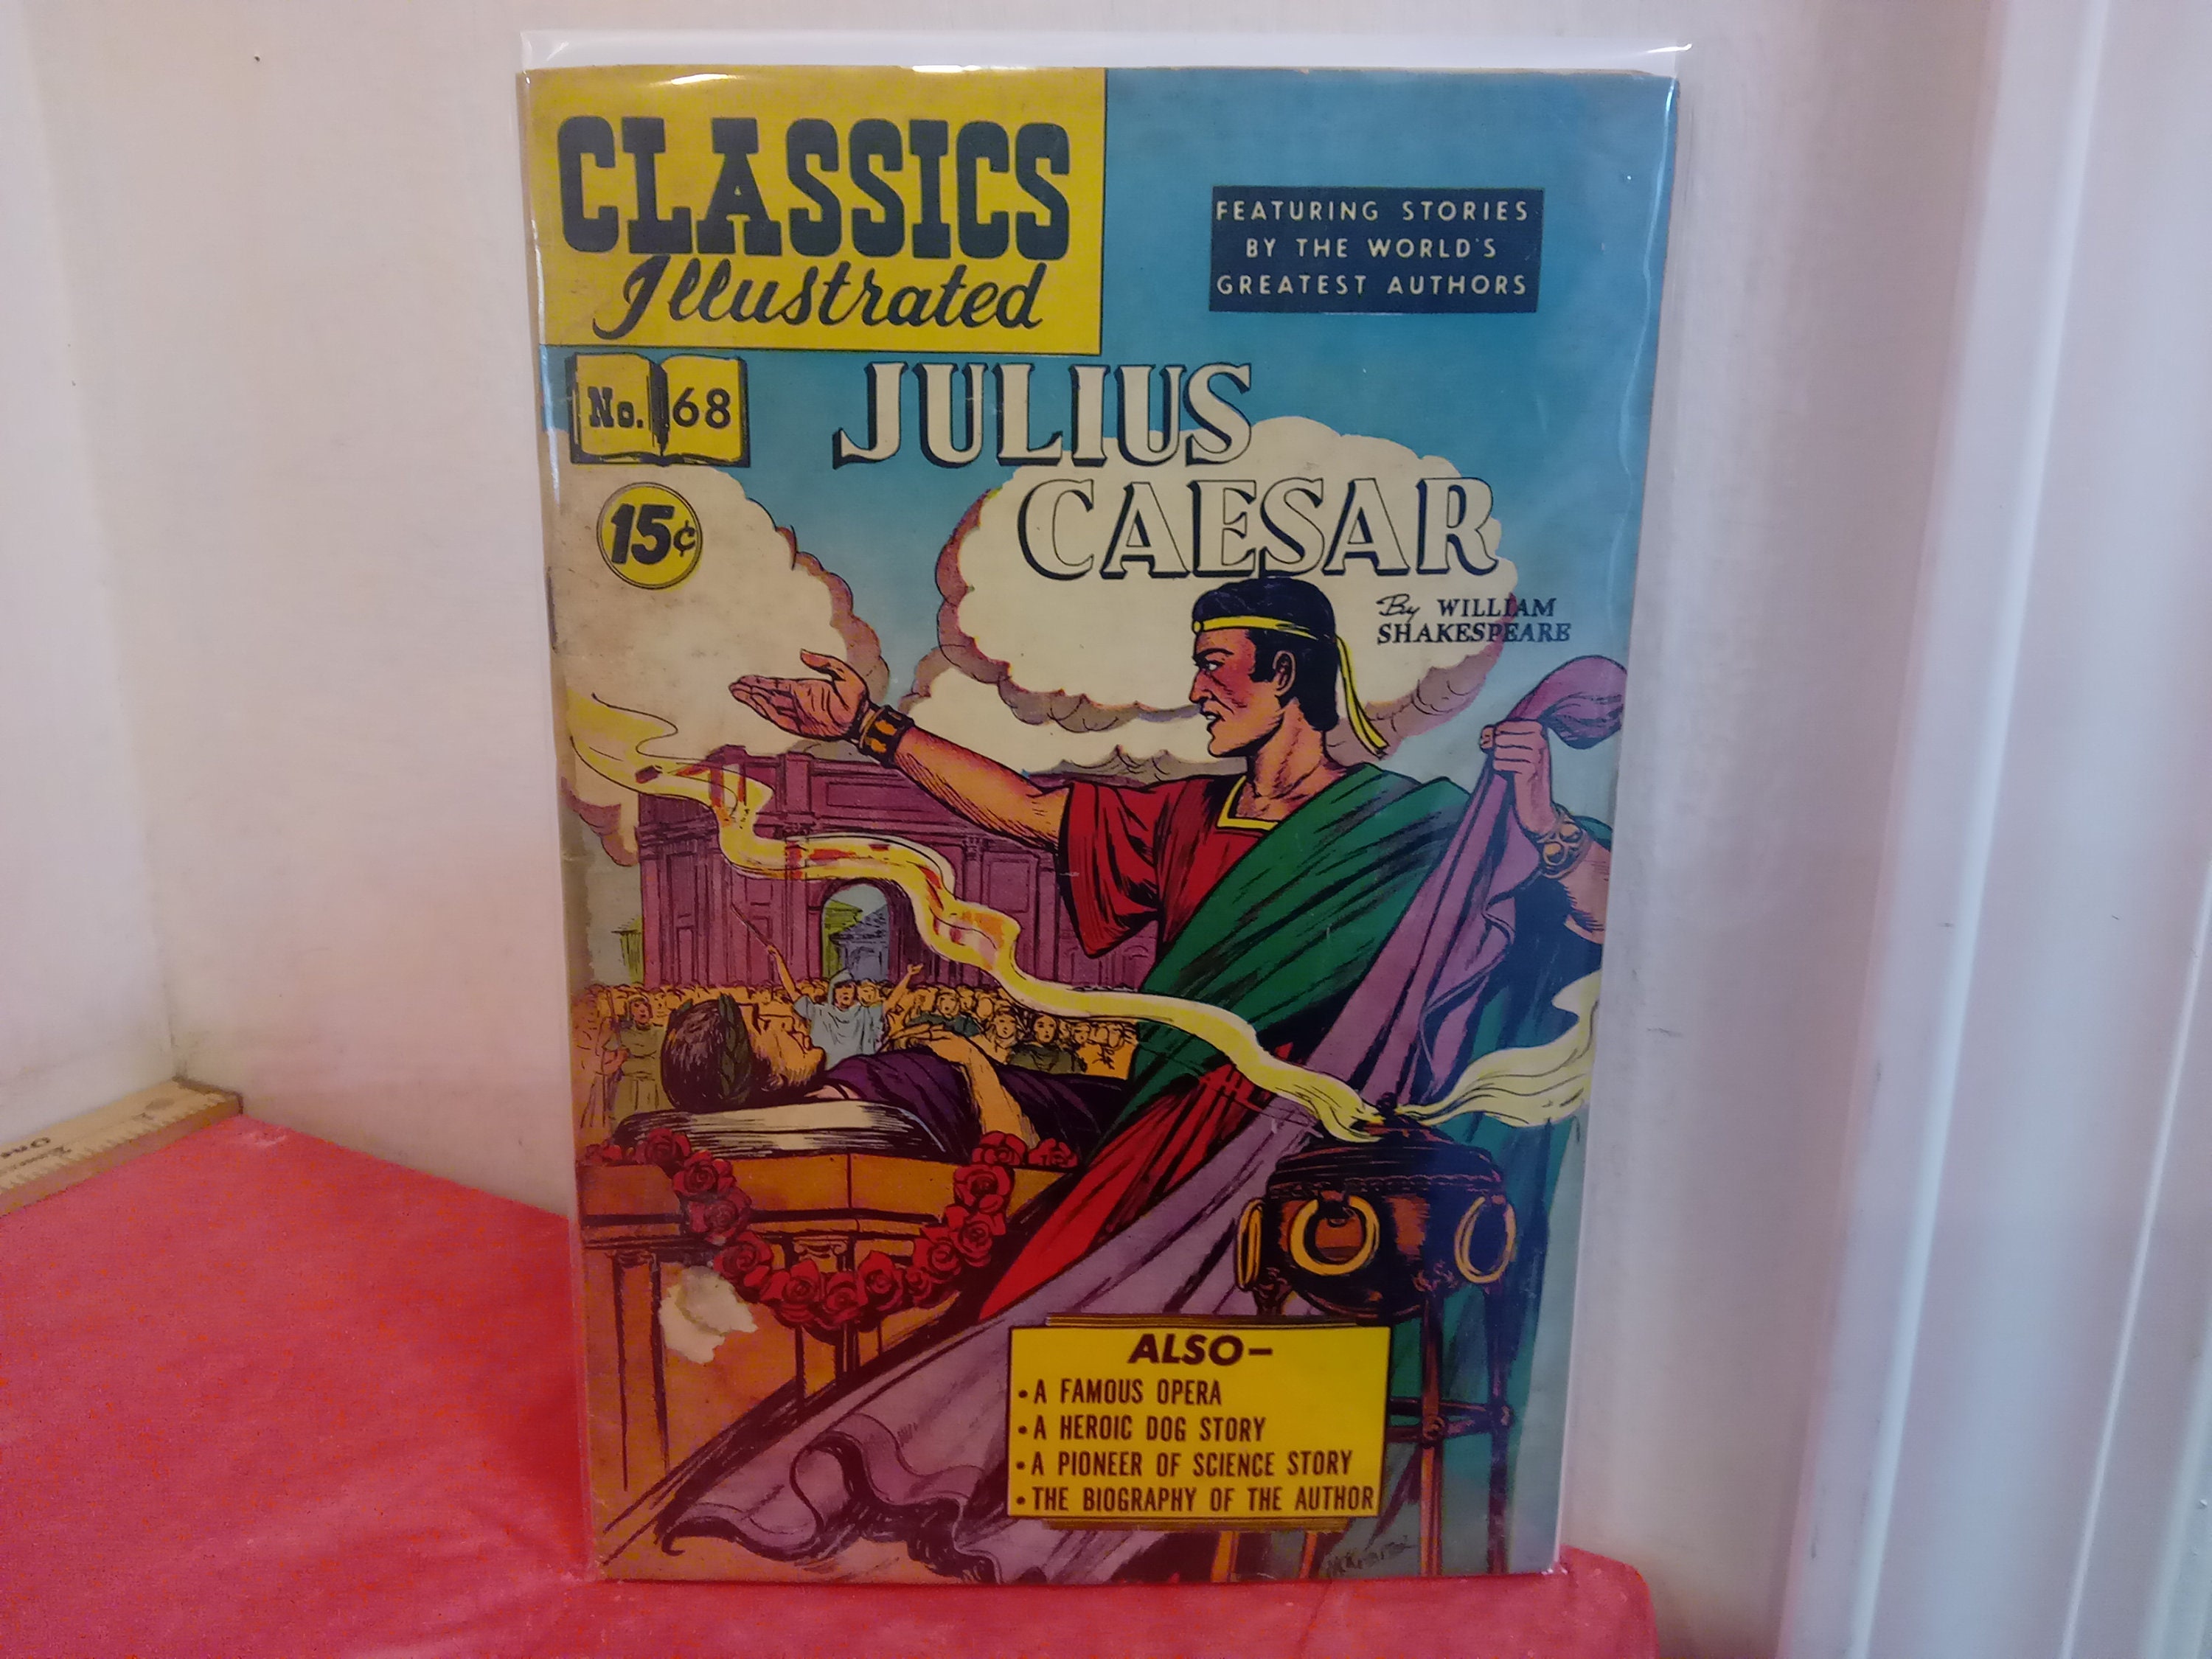 CLASSICS
Illustrated
FEATURING STORIES
BY THE WORLD'S
GREATEST AUTHORS
No. 68
JULIUS
CAESAR
15¢
By WILLIAM
SHAKESPEARE
ALSO—
• A FAMOUS OPERA
• A HEROIC DOG STORY
• A PIONEER OF SCIENCE STORY
• THE BIOGRAPHY OF THE AUTHOR